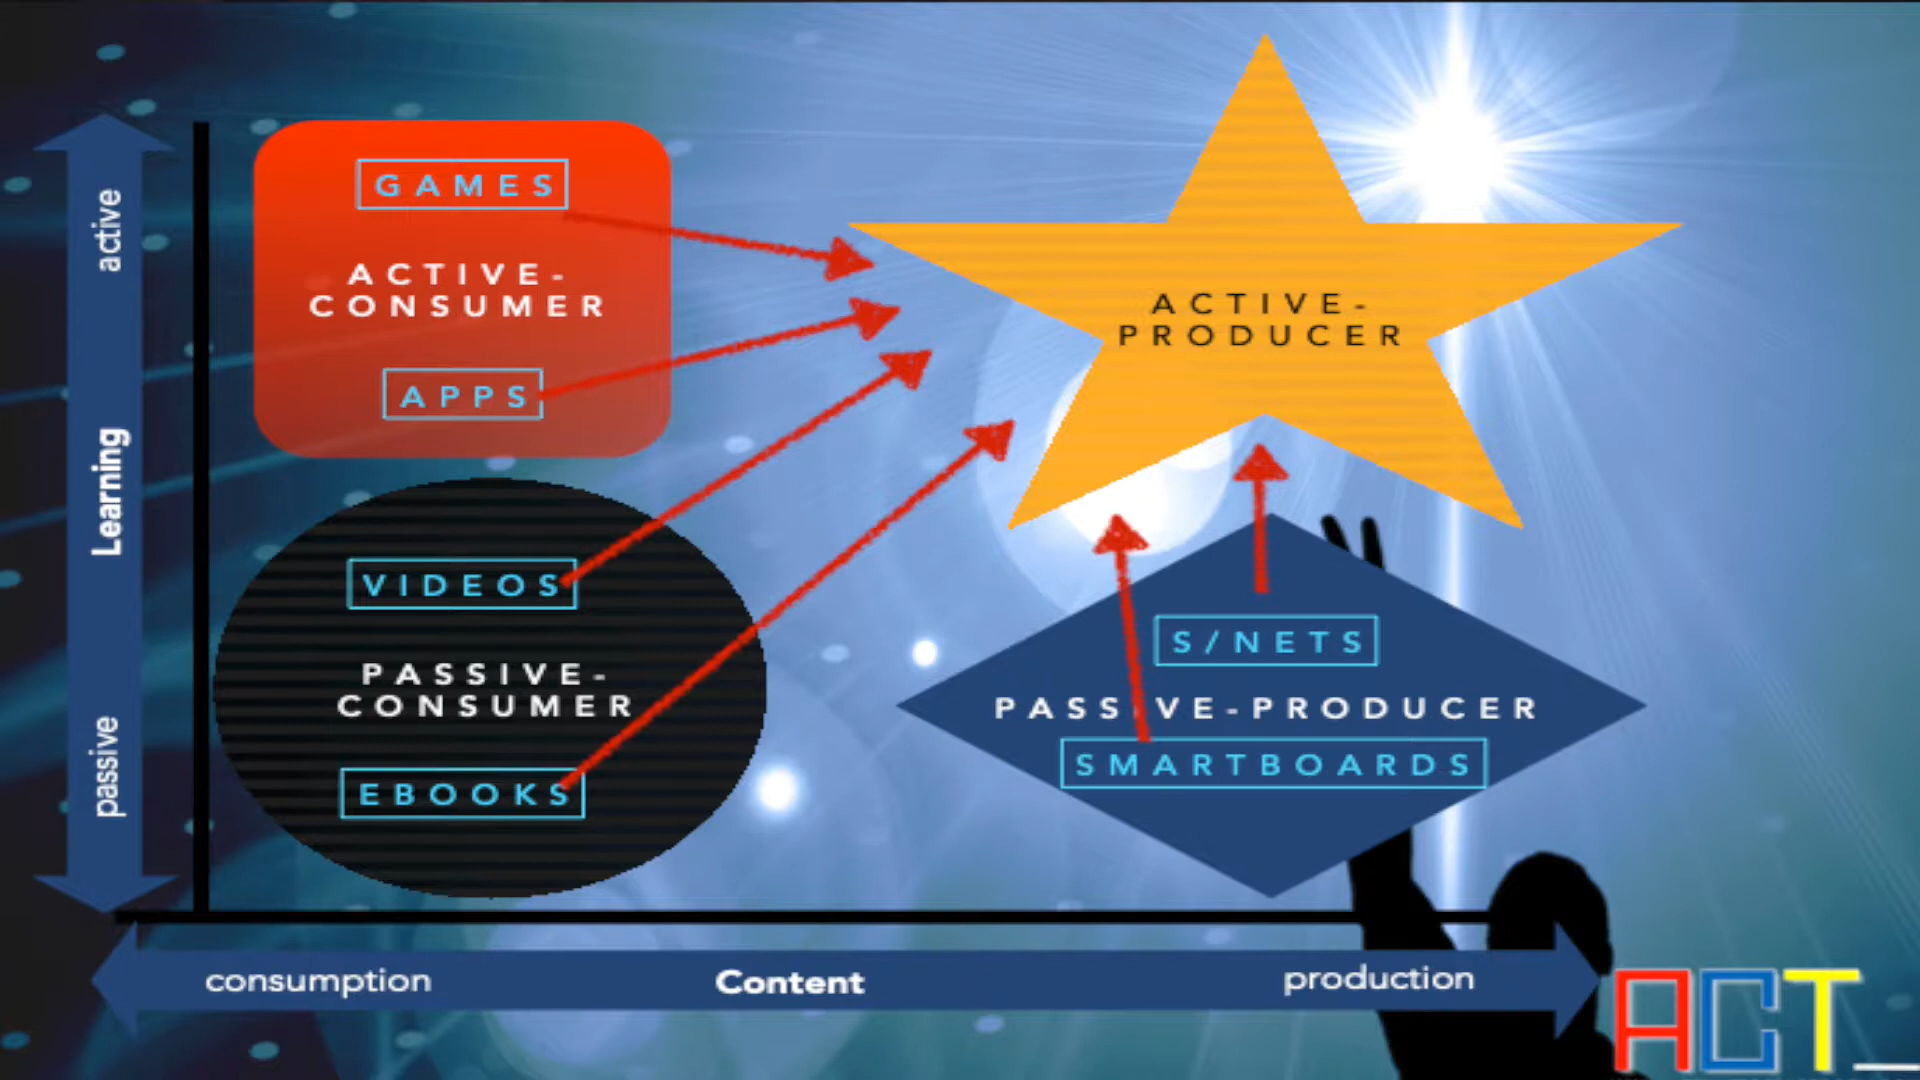 GAMES
ACTIVE-
CONSUMER
APPS
ACTIVE-
PRODUCER
VIDEOS
PASSIVE-
CONSUMER
EBOOKS
S/NETS
PASSIVE-PRODUCER
SMARTBOARDS
active
Learning
passive
consumption
Content
production
ACT_